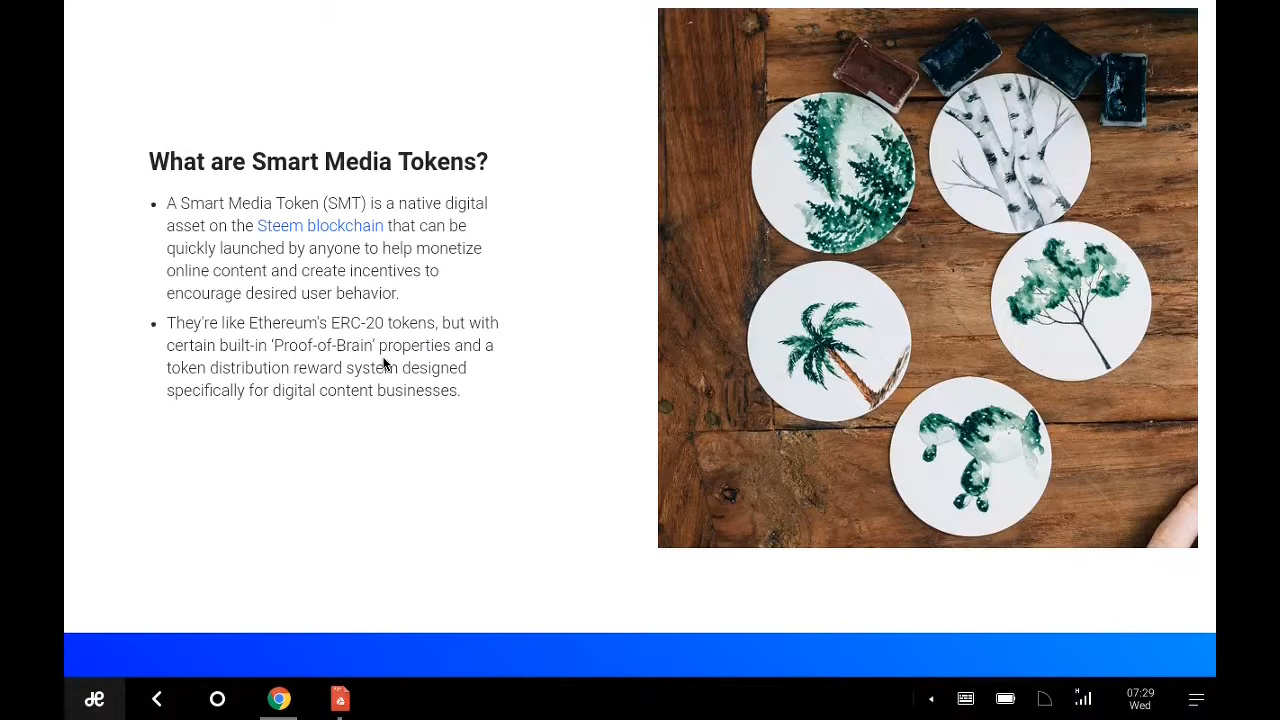 What are Smart Media Tokens?
• A Smart Media Token (SMT) is a native digital
asset on the Steem blockchain that can be
quickly launched by anyone to help monetize
online content and create incentives to
encourage desired user behavior.
• They're like Ethereum's ERC-20 tokens, but with
certain built-in ‘Proof-of-Brain’ properties and a
token distribution reward system designed
specifically for digital content businesses.
H
07:29
Wed